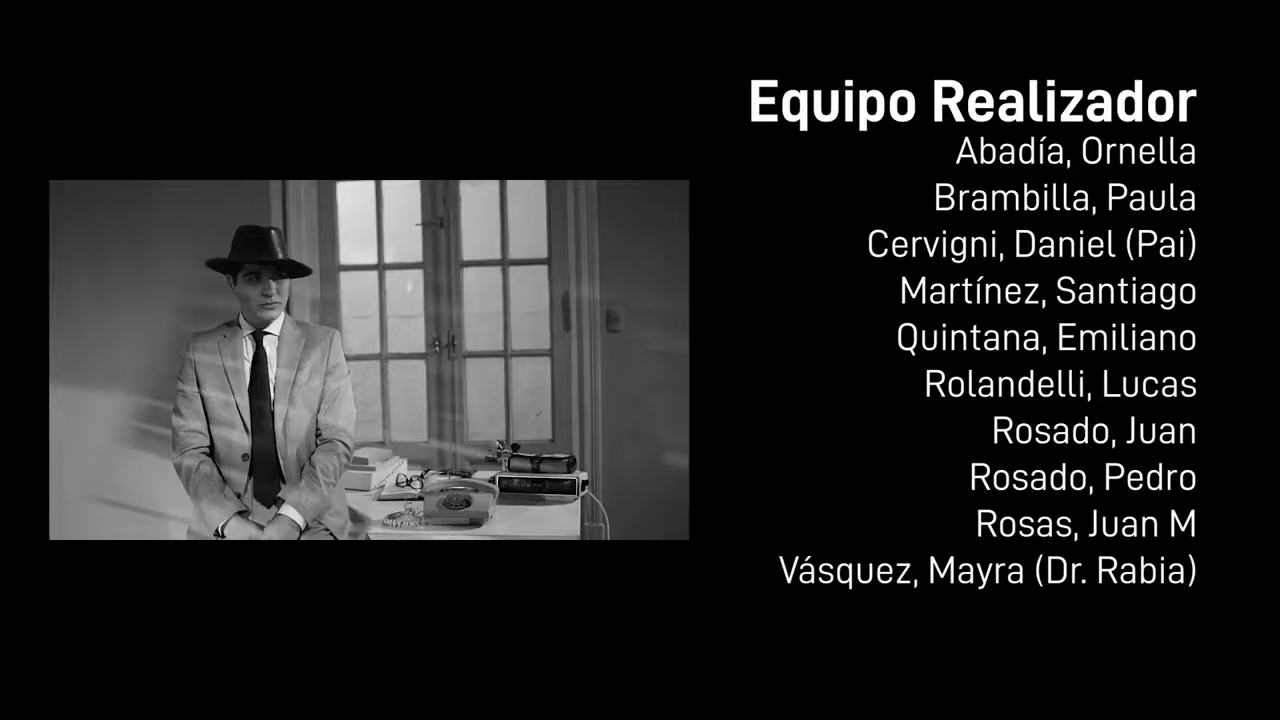 Equipo Realizador
Abadía, Ornella
Brambilla, Paula
Cervigni, Daniel (Pai)
Martínez, Santiago
Quintana, Emiliano
Rolandelli, Lucas
Rosado, Juan
Rosado, Pedro
Rosas, Juan M
Vásquez, Mayra (Dr. Rabia)